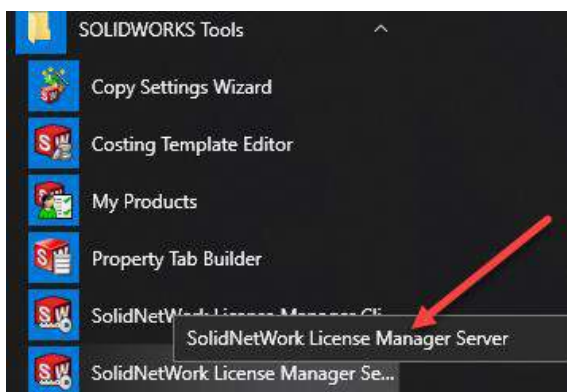 SOLIDWORKS Tools
Copy Settings Wizard
Costing Template Editor
My Products
Property Tab Builder
SolidNetWork License Manager Cli...
SolidNetWork License Manager Server
SolidNetWork License Manager Se...